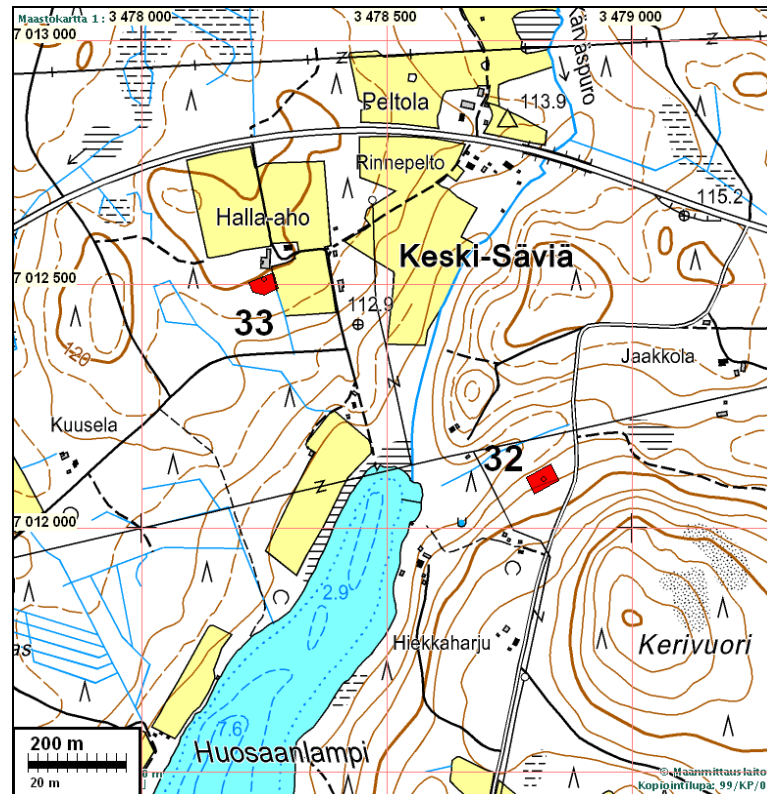 Maastokartta 1 :
3 478 000
3 478 500
3 479 000
7 013 000
Peltola
113.9
Rinnepelto
115.2
Halla-aho
Keski-Säviä
7 012 500
112.9
33
120
Jaakkola
Kuusela
32
7 012 000
2.9
Hiekkaharju
Kerivuori
as
7.6
Huosaanlampi
200 m
20 m
© Maanmittauslaito
Kopiointilupa: 99/KP/0